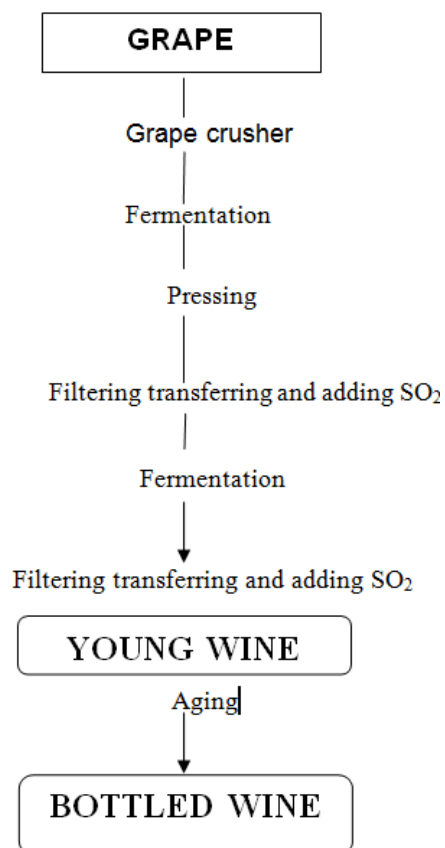 GRAPE
Grape crusher
Fermentation
Pressing
Filtering transferring and adding SO₂
Fermentation
Filtering transferring and adding SO₂
YOUNG WINE
Aging
BOTTLED WINE